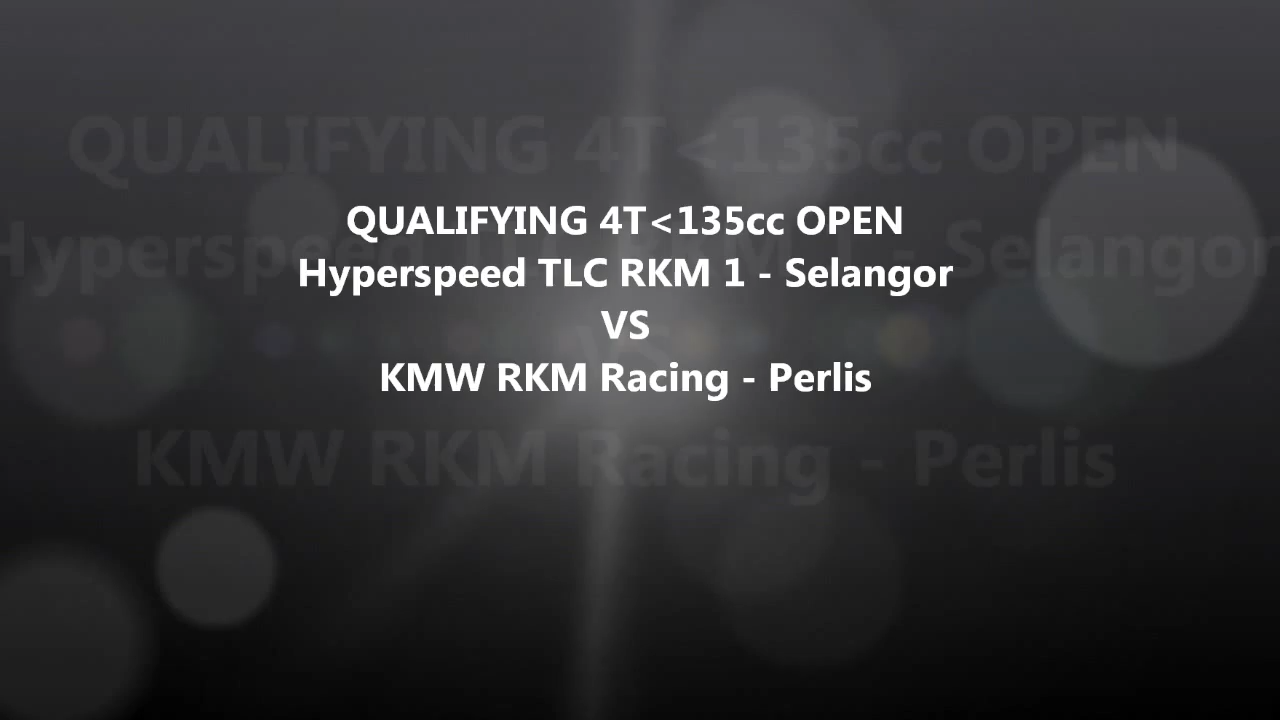 QUALIFYING 4T<135cc OPEN
Hyperspeed TLC RKM 1 - Selangor
VS
KMW RKM Racing - Perlis